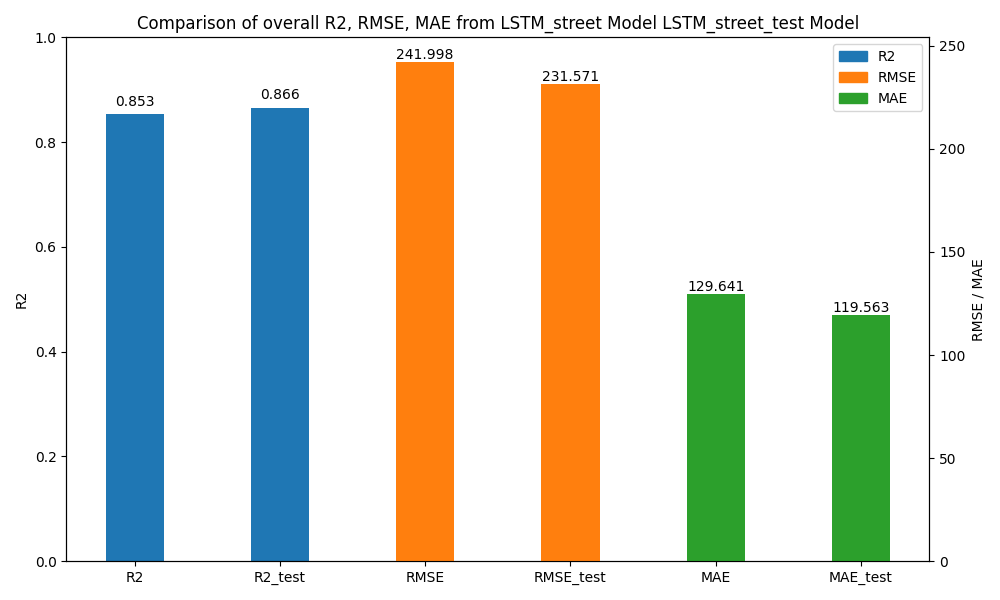 Comparison of overall R2, RMSE, MAE from LSTM_street Model LSTM_street_test Model
R2
RMSE
MAE
0.853
0.866
241.998
231.571
129.641
119.563
1.0
0.8
0.6
0.4
0.2
0.0
R2
250
200
150
100
50
0
RMSE / MAE
R2
R2_test
RMSE
RMSE_test
MAE
MAE_test